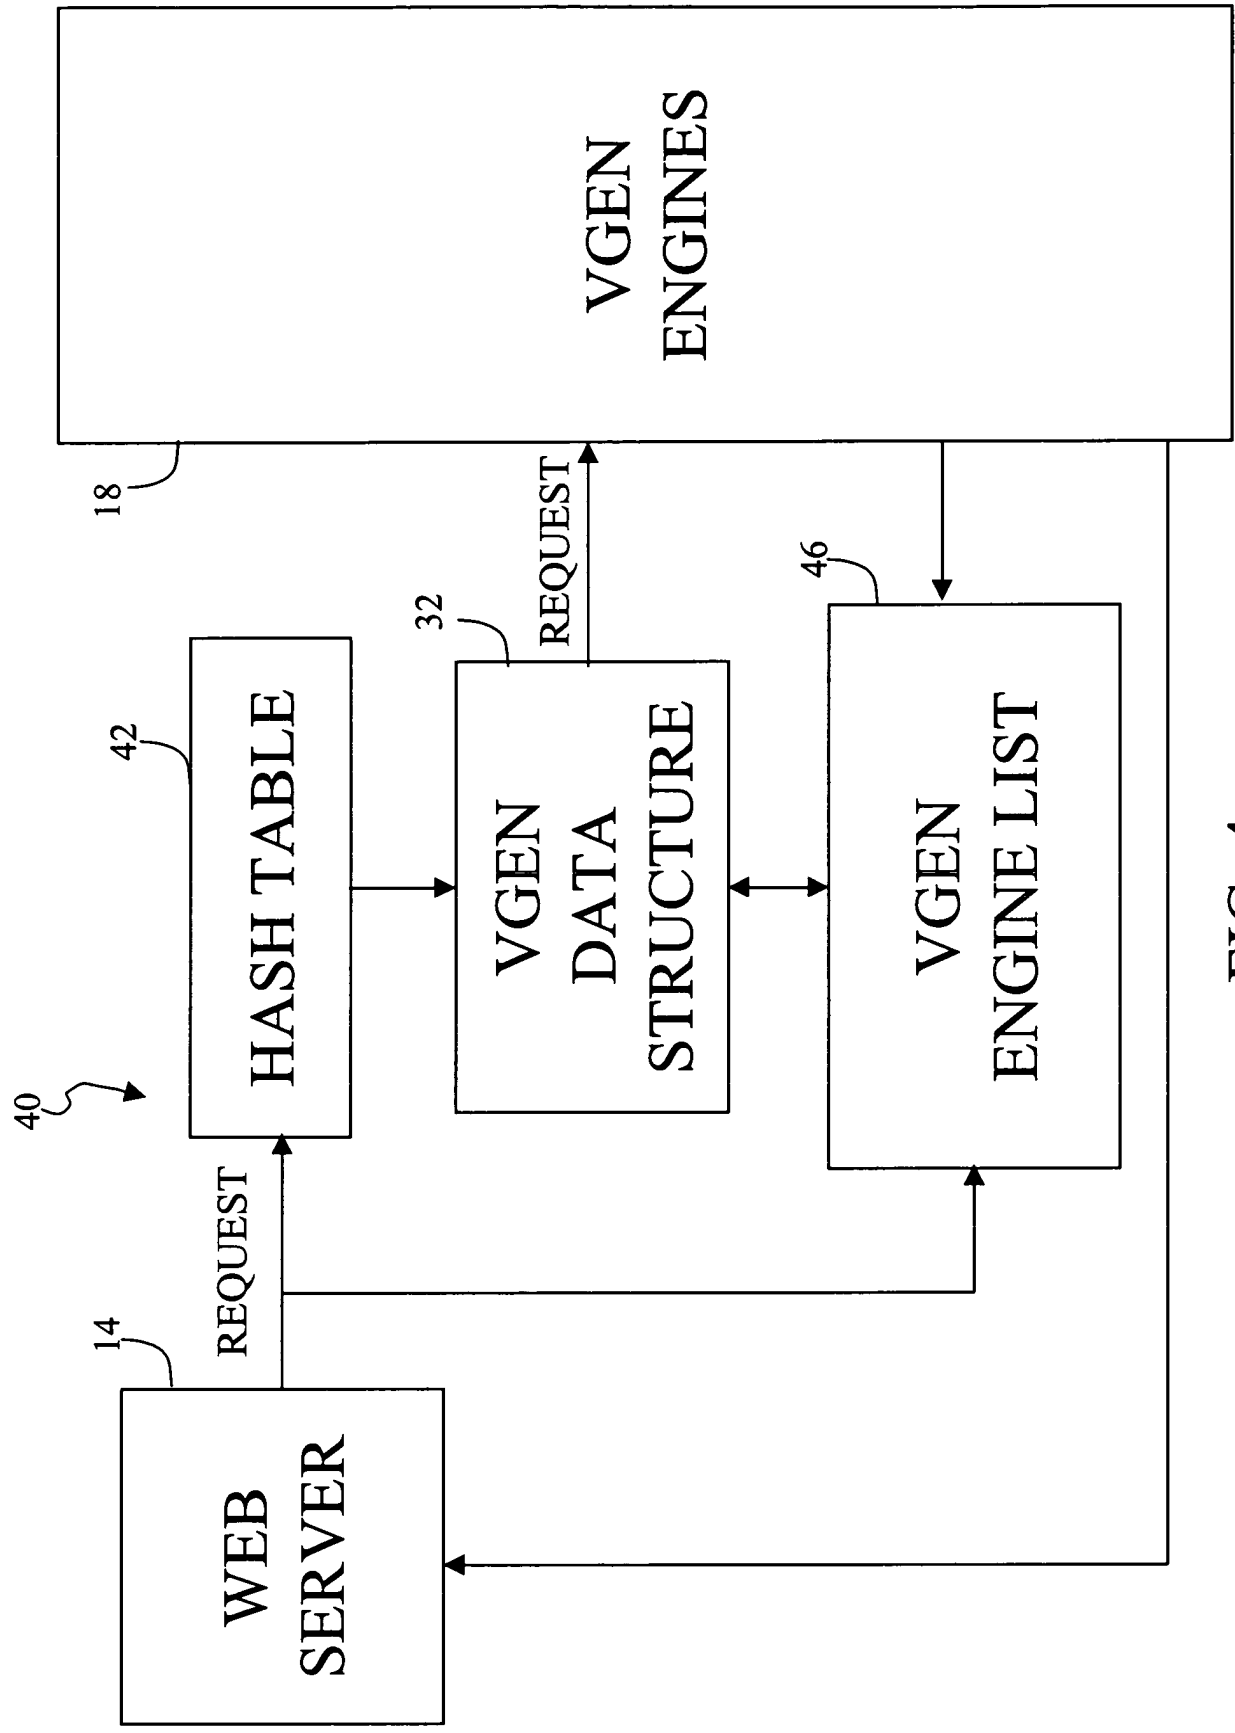 40
14
WEB
SERVER
REQUEST
42
HASH TABLE
32
VGEN
DATA
STRUCTURE
REQUEST
46
VGEN
ENGINE LIST
18
VGEN
ENGINES